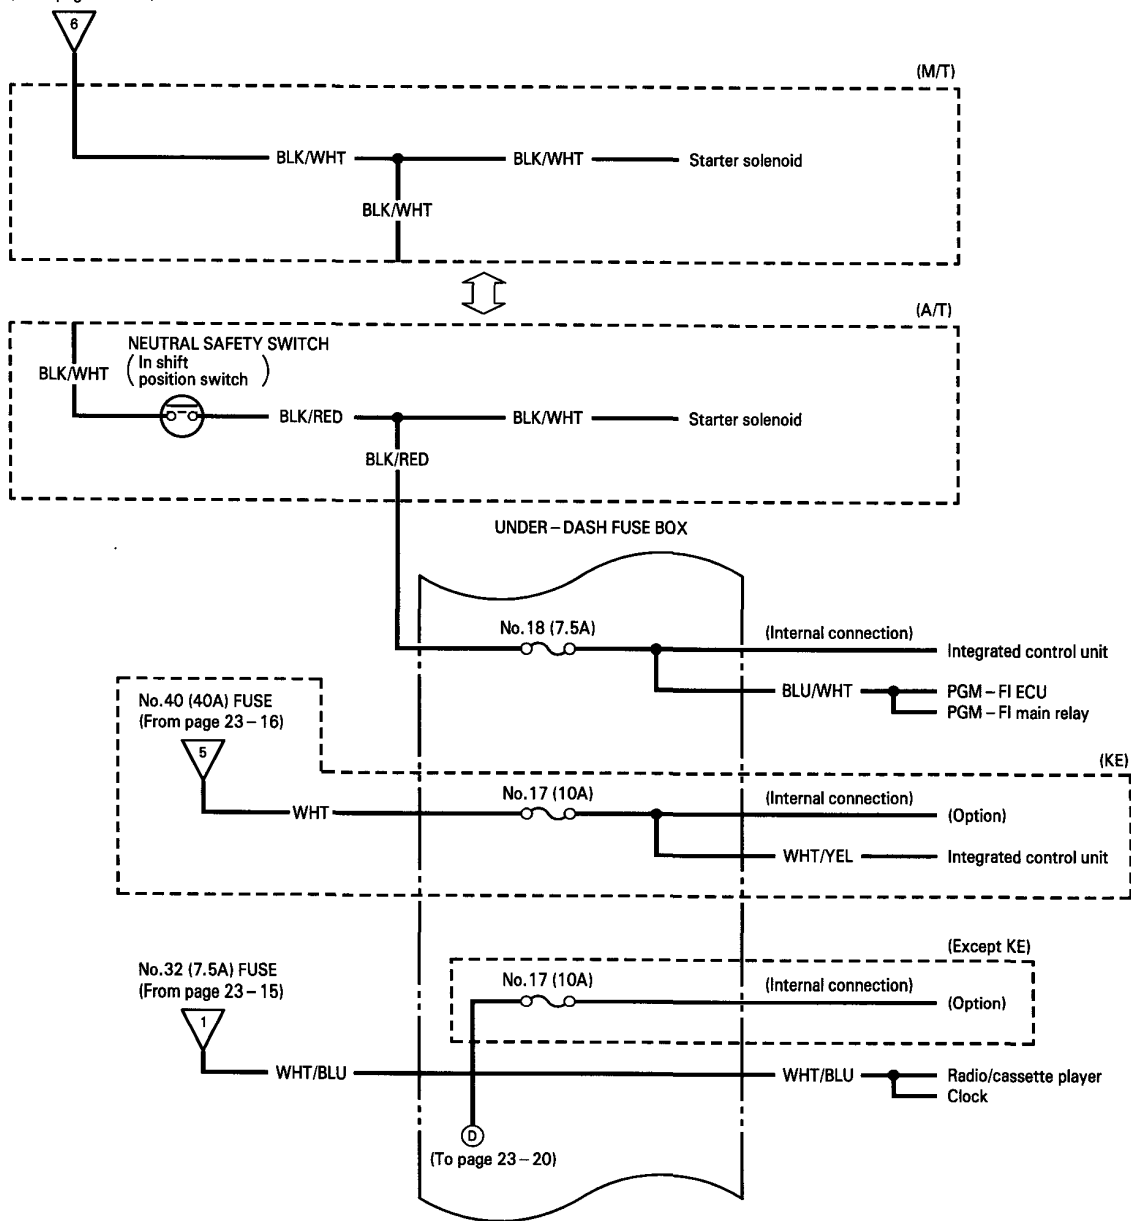 6
(M/T)
BLK/WHT BLK/WHT Starter solenoid
BLK/WHT
(A/T)
NEUTRAL SAFETY SWITCH
(In shift
position switch)
BLK/WHT
BLK/RED BLK/WHT Starter solenoid
BLK/RED
UNDER – DASH FUSE BOX
No.18 (7.5A) (Internal connection) Integrated control unit
BLU/WHT PGM – FI ECU
PGM – FI main relay
No.40 (40A) FUSE
(From page 23 – 16)
5
(KE)
WHT No.17 (10A) (Internal connection) (Option)
WHT/YEL Integrated control unit
(Except KE)
No.32 (7.5A) FUSE
(From page 23 – 15)
1
No.17 (10A) (Internal connection) (Option)
WHT/BLU WHT/BLU Radio/cassette player
Clock
D
(To page 23 – 20)